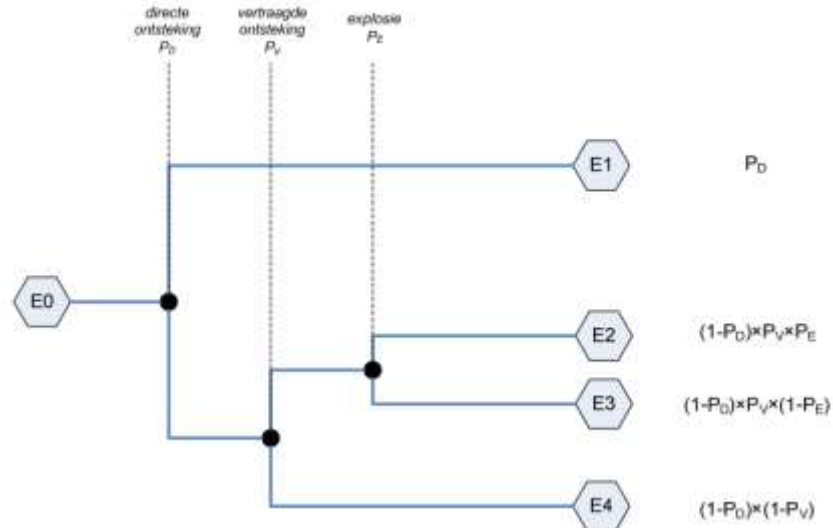 directe
ontsteking
P_D
vertraagde
ontsteking
P_V
explosie
P_E
E1
P_D
E0
E2
(1-P_D)×P_V×P_E
E3
(1-P_D)×P_V×(1-P_E)
E4
(1-P_D)×(1-P_V)